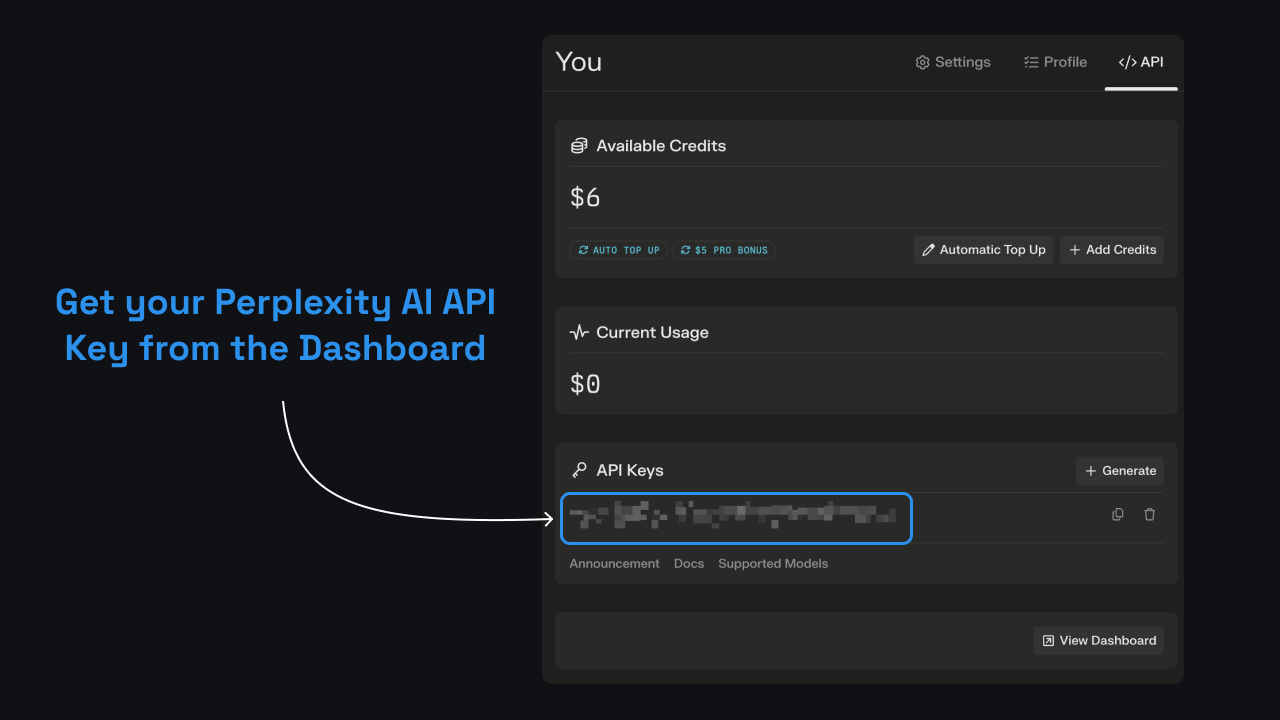 You
Settings
Profile
</> API
Available Credits
$6
AUTO TOP UP
$5 PRO BONUS
Automatic Top Up
+ Add Credits
Get your Perplexity AI API
Key from the Dashboard
Current Usage
$0
API Keys
+ Generate
Announcement
Docs
Supported Models
View Dashboard